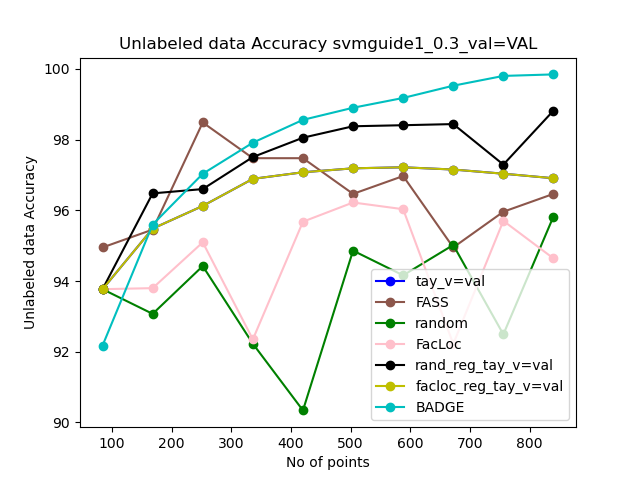 Unlabeled data Accuracy svmguide1_0.3_val=VAL
Unlabeled data Accuracy
100
98
96
94
92
90
100 200 300 400 500 600 700 800
No of points
tay_v=val
FASS
random
FacLoc
rand_reg_tay_v=val
facloc_reg_tay_v=val
BADGE